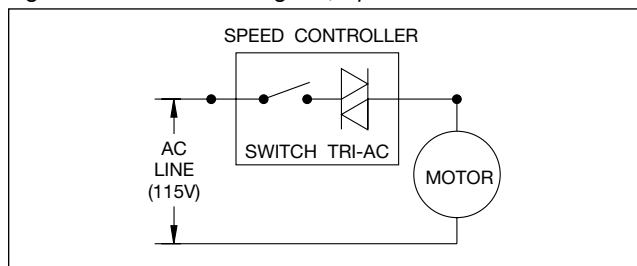 SPEED CONTROLLER
SWITCH TRI-AC
AC
LINE
(115V)
MOTOR